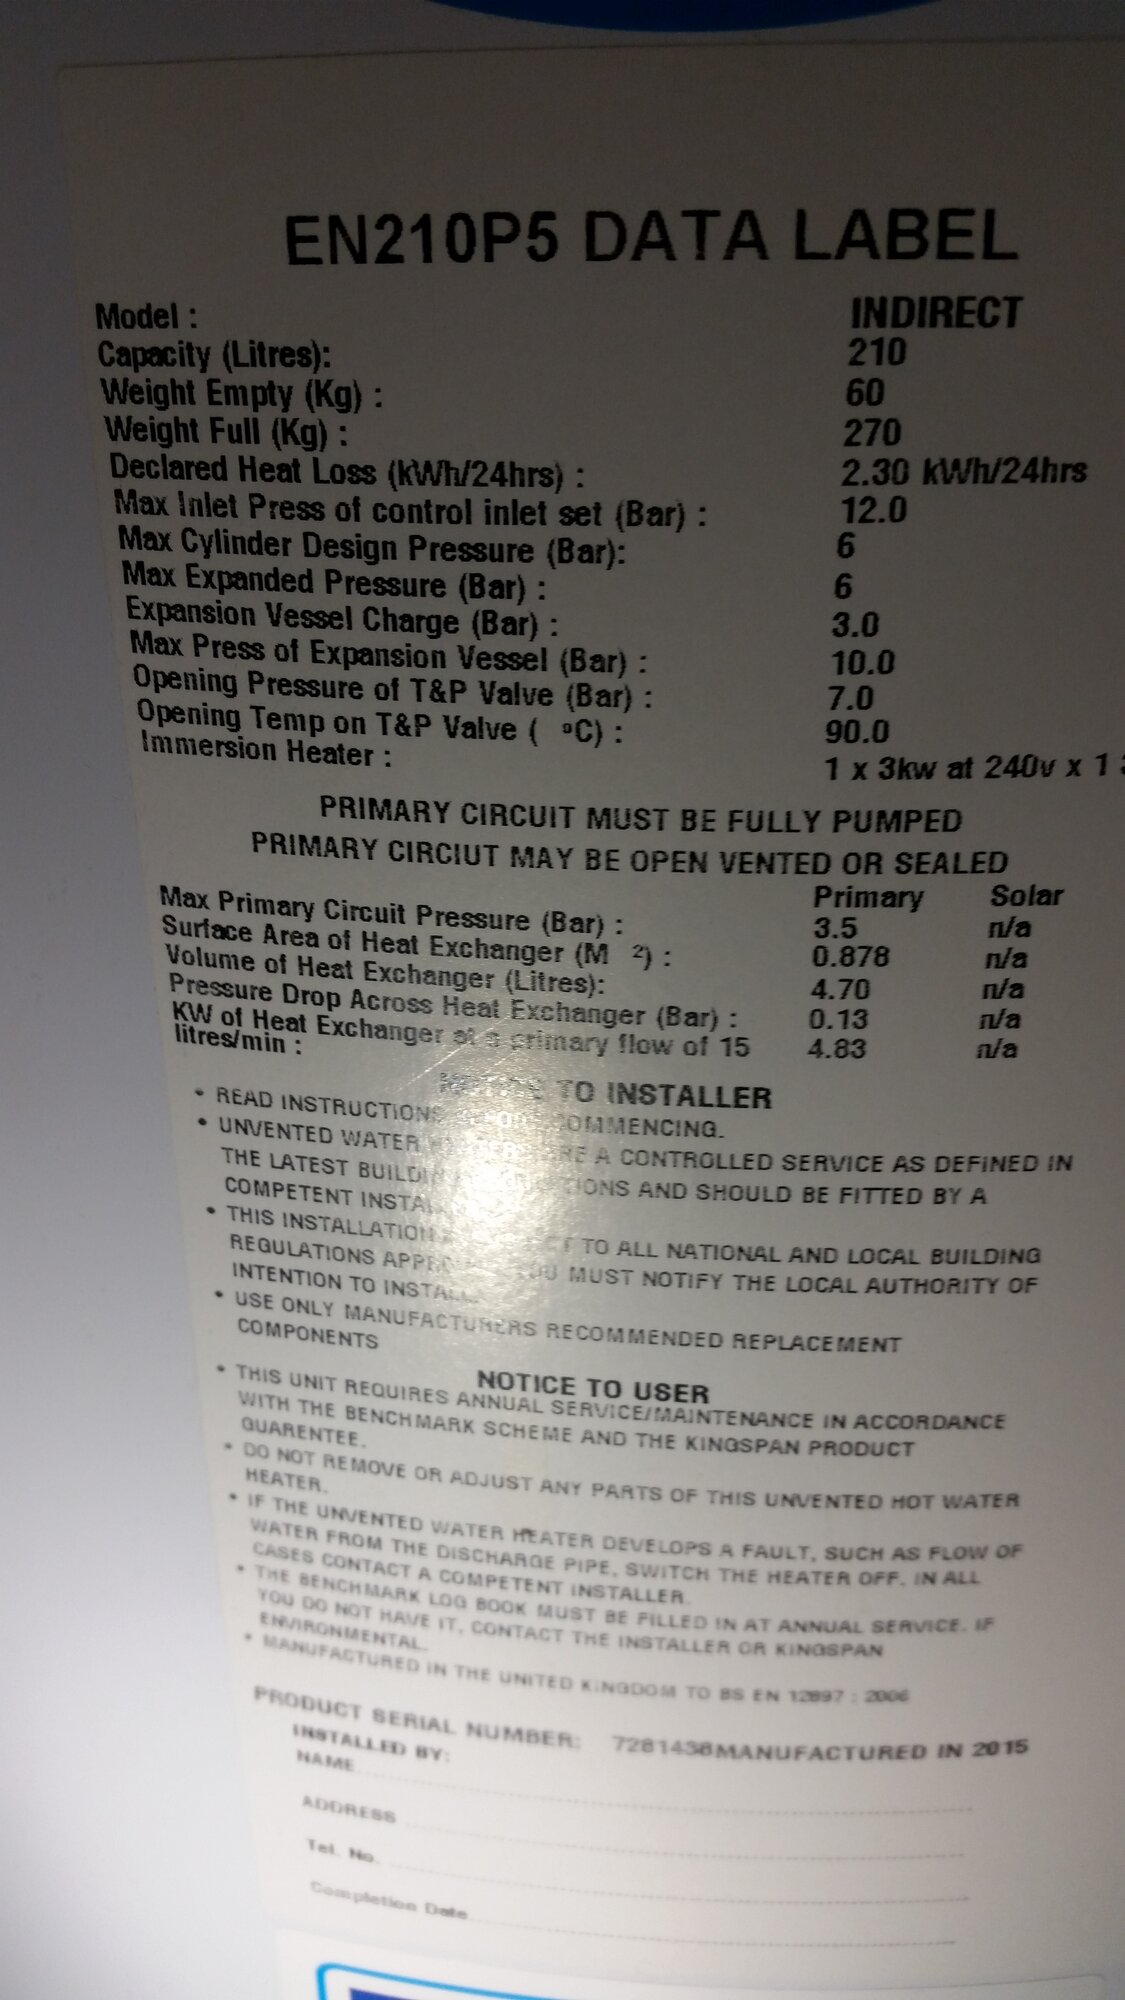 EN210P5 DATA LABEL
Model : INDIRECT
Capacity (Litres): 210
Weight Empty (Kg) : 60
Weight Full (Kg) : 270
Declared Heat Loss (kWh/24hrs) : 2.30 kWh/24hrs
Max Inlet Press of control inlet set (Bar) : 12.0
Max Cylinder Design Pressure (Bar): 6
Max Expanded Pressure (Bar) : 6
Expansion Vessel Charge (Bar) : 3.0
Max Press of Expansion Vessel (Bar) : 10.0
Opening Pressure of T&P Valve (Bar) : 7.0
Opening Temp on T&P Valve ( ºC) : 90.0
Immersion Heater : 1 x 3kw at 240v x 1
PRIMARY CIRCUIT MUST BE FULLY PUMPED
PRIMARY CIRCIUT MAY BE OPEN VENTED OR SEALED
Primary Solar
Max Primary Circuit Pressure (Bar) : 3.5 n/a
Surface Area of Heat Exchanger (M 2) : 0.878 n/a
Volume of Heat Exchanger (Litres): 4.70 n/a
Pressure Drop Across Heat Exchanger (Bar) : 0.13 n/a
KW of Heat Exchanger at a primary flow of 15 4.83 n/a
litres/min :
NOTICE TO INSTALLER
• READ INSTRUCTIONS BEFORE COMMENCING.
• UNVENTED WATER ARE A CONTROLLED SERVICE AS DEFINED IN
THE LATEST BUILDING REGULATIONS AND SHOULD BE FITTED BY A
COMPETENT
• THIS INSTALLATION TO ALL NATIONAL AND LOCAL BUILDING
REGULATIONS YOU MUST NOTIFY THE LOCAL AUTHORITY OF
INTENTION TO INSTALL
• USE ONLY MANUFACTURERS RECOMMENDED REPLACEMENT
COMPONENTS
NOTICE TO USER
• THIS UNIT REQUIRES ANNUAL SERVICE/MAINTENANCE IN ACCORDANCE
WITH THE BENCHMARK SCHEME AND THE KINGSPAN PRODUCT
GUARENTEE.
• DO NOT REMOVE OR ADJUST ANY PARTS OF THIS UNVENTED HOT WATER
HEATER.
• IF THE UNVENTED WATER HEATER DEVELOPS A FAULT, SUCH AS FLOW OF
WATER FROM THE DISCHARGE PIPE, SWITCH THE HEATER OFF. IN ALL
CASES CONTACT A COMPETENT INSTALLER.
• THE BENCHMARK LOG BOOK MUST BE FILLED IN AT ANNUAL SERVICE. IF
YOU DO NOT HAVE IT, CONTACT THE INSTALLER OR KINGSPAN
ENVIRONMENTAL.
• MANUFACTURED IN THE UNITED KINGDOM TO BS EN 12897 : 2006
PRODUCT SERIAL NUMBER: 7281436MANUFACTURED IN 2015
INSTALLED BY:
NAME
ADDRESS
Tel. No.
Completion Date